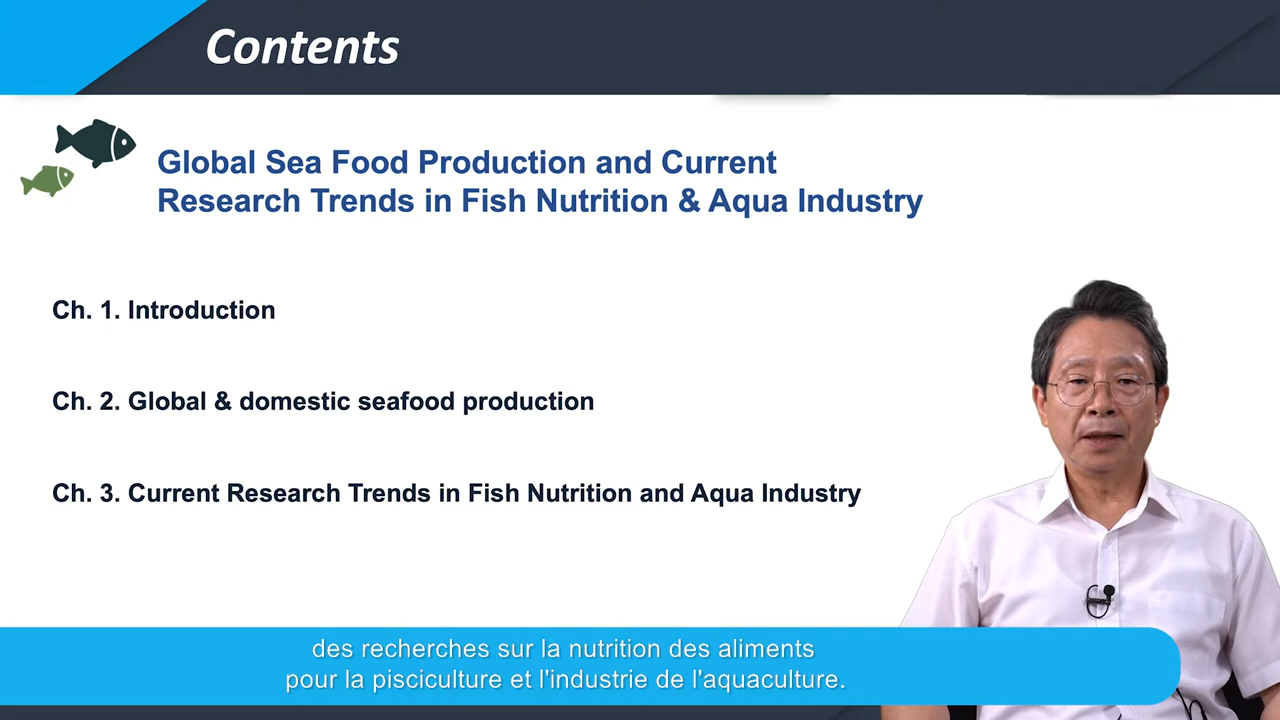 Contents
Global Sea Food Production and Current
Research Trends in Fish Nutrition & Aqua Industry
Ch. 1. Introduction
Ch. 2. Global & domestic seafood production
Ch. 3. Current Research Trends in Fish Nutrition and Aqua Industry
des recherches sur la nutrition des aliments
pour la pisciculture et l'industrie de l'aquaculture.